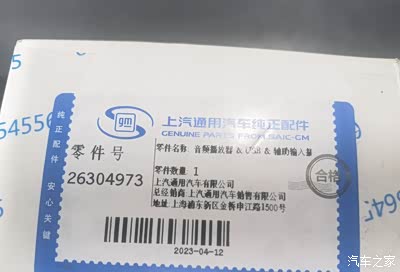 gm
上汽通用汽车纯正配件
GENUINE PARTS FROM SAIC-GM
纯正配件
安心关键
零件号
26304973
零件名称: 音频播放器 & USB & 辅助输入器
零件数量: 1
上汽通用汽车有限公司
总经销商:上汽通用汽车销售有限公司
地址:上海浦东新区金桥申江路1500号
合格
2023-04-12
545564
汽车之家